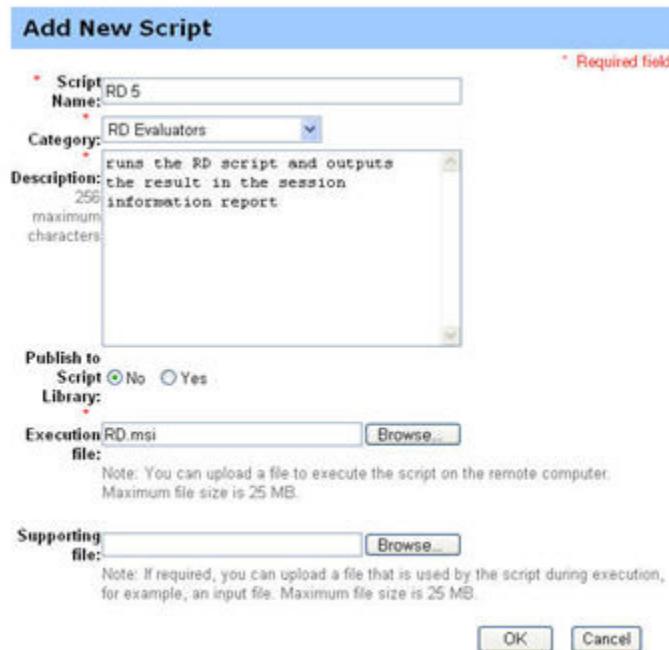 Add New Script
* Required field
* Script Name: RD 5
* Category: RD Evaluators
* Description: 256 maximum characters
runs the RD script and outputs
the result in the session
information report
Publish to Script Library: No Yes
* Execution file: RD.msi Browse...
Note: You can upload a file to execute the script on the remote computer.
Maximum file size is 25 MB.
Supporting file: Browse...
Note: If required, you can upload a file that is used by the script during execution,
for example, an input file. Maximum file size is 25 MB.
OK Cancel